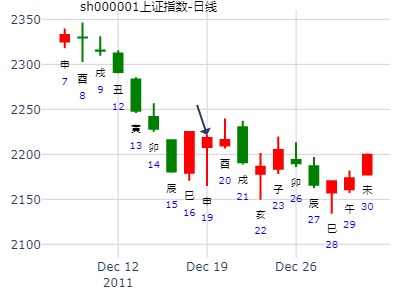 sh000001上证指数-日线
2350
2300
2250
2200
2150
2100
申
7
酉
8
戌
9
丑
12
寅
13
卯
14
辰
15
巳
16
申
19
酉
20
戌
21
亥
22
子
23
卯
26
辰
27
巳
28
午
29
未
30
Dec 12
2011
Dec 19
Dec 26